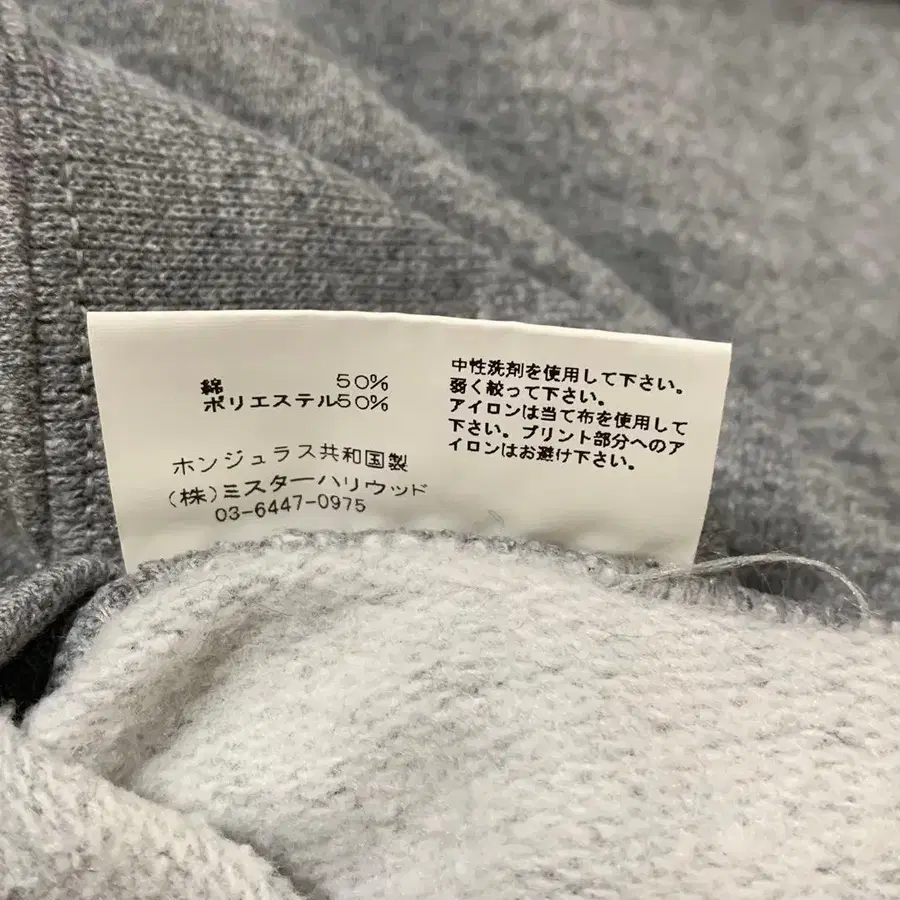 綿 50%
ポリエステル50%
ホンジュラス共和国製
(株)ミスターハリウッド
03-6447-0975
中性洗剤を使用して下さい。
弱く絞って下さい。
アイロンは当て布を使用して
下さい。プリント部分へのア
イロンはお避け下さい。